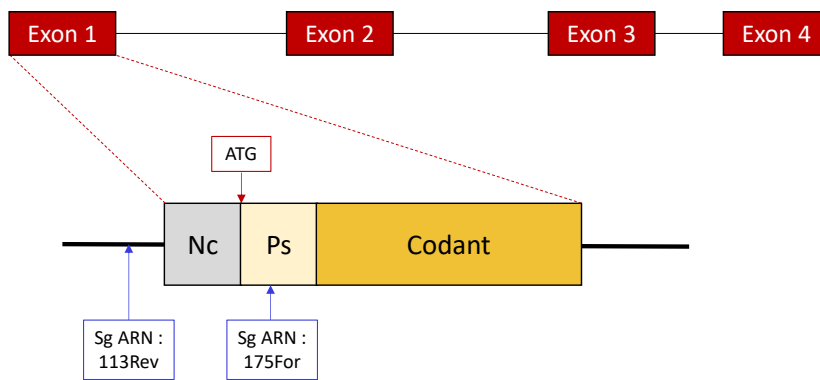 Exon 1
Exon 2
Exon 3
Exon 4
ATG
Nc
Ps
Codant
Sg ARN :
113Rev
Sg ARN :
175For